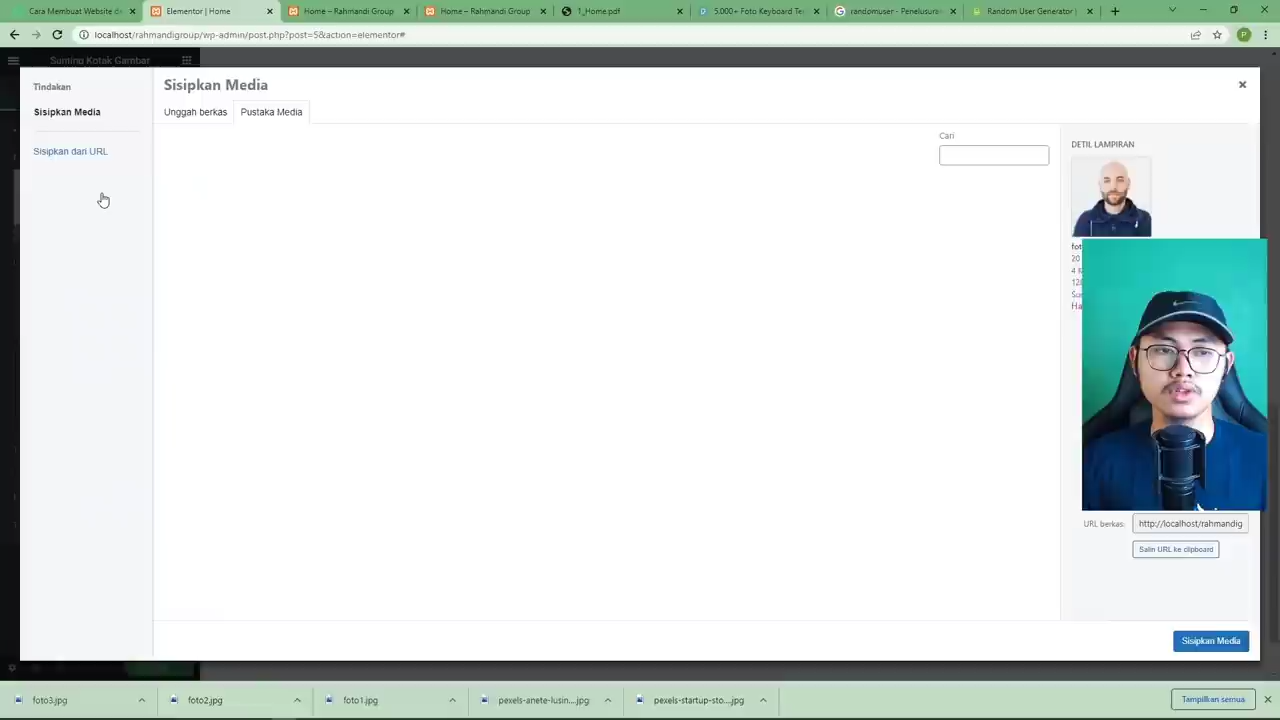 Cara Membuat Website d
Elementor | Home
Home – Rahmandi Group
Home – Rahmandi Group
1_Home.pdf
5.000+ Foto Keyboard Te
randomuser - Penelusura
Random User Generator |
localhost/rahmandigroup/wp-admin/post.php?post=5&action=elementor#
P
Sunting Kotak Gambar
Tindakan
Sisipkan Media
Sisipkan dari URL
Sisipkan Media
Unggah berkas
Pustaka Media
Cari
DETIL LAMPIRAN
URL berkas:
http://localhost/rahmandig
Salin URL ke clipboard
Sisipkan Media
foto3.jpg
foto2.jpg
foto1.jpg
pexels-anete-lusin....jpg
pexels-startup-sto....jpg
Tampilkan semua